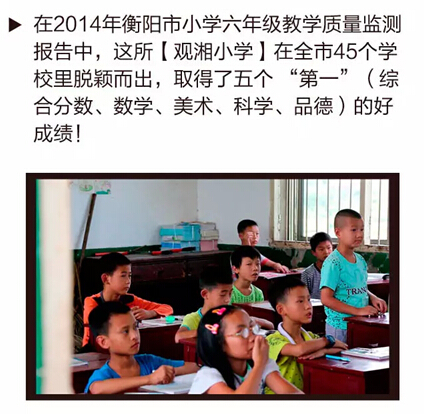 ▶ 在2014年衡阳市小学六年级教学质量监测
报告中，这所【观湘小学】在全市45个学
校里脱颖而出，取得了五个 “第一”（综
合分数、数学、美术、科学、品德）的好
成绩！
TRAN